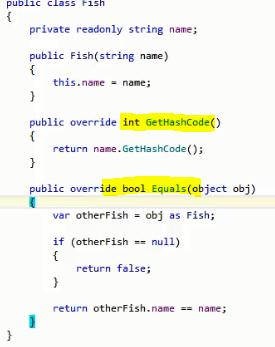 public class Fish
{
private readonly string name;
public Fish(string name)
{
this.name = name;
}
public override int GetHashCode()
{
return name.GetHashCode();
}
public override bool Equals(object obj)
{
var otherFish = obj as Fish;
if (otherFish == null)
{
return false;
}
return otherFish.name == name;
}
}